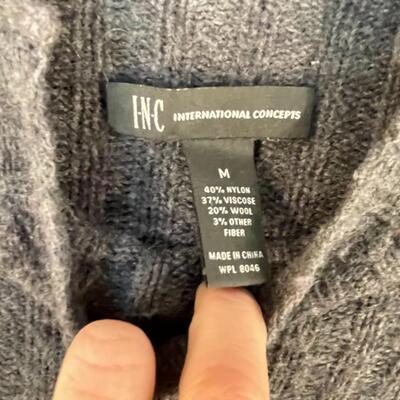 I·N·C INTERNATIONAL CONCEPTS
M
40% NYLON
37% VISCOSE
20% WOOL
3% OTHER
FIBER
MADE IN CHINA
WPL 8046